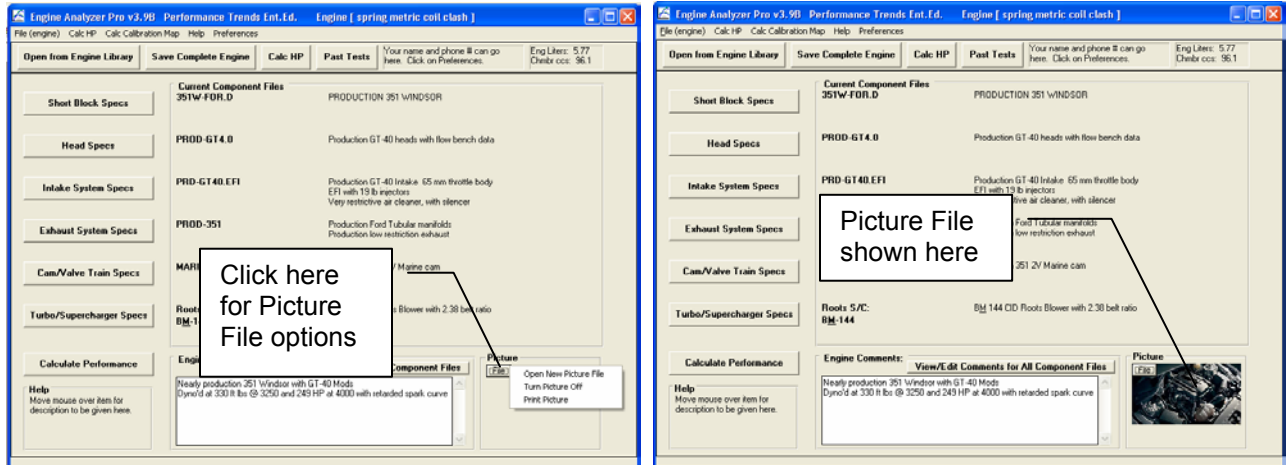 Engine Analyzer Pro v3.9B Performance Trends Ent.Ed. Engine [ spring metric coil clash ]
File (engine) Calc HP Calc Calibration Map Help Preferences
Open from Engine Library Save Complete Engine Calc HP Past Tests Your name and phone # can go here. Click on Preferences. Eng Liters: 5.77
Chmbr ccs: 96.1
Current Component Files
Short Block Specs 351W-FOR.D PRODUCTION 351 WINDSOR
Head Specs PROD-GT4.0 Production GT-40 heads with flow bench data
Intake System Specs PRD-GT40.EFI Production GT-40 Intake 65 mm throttle body
EFI with 19 lb injectors
Very restrictive air cleaner, with silencer
Exhaust System Specs PROD-351 Production Ford Tubular manifolds
Production low restriction exhaust
Cam/Valve Train Specs Marine cam
Turbo/Supercharger Specs Blower with 2.38 belt ratio
Click here
for Picture
File options
Calculate Performance
Component Files
Picture
File
Open New Picture File
Turn Picture Off
Print Picture
Nearly production 351 Windsor with GT-40 Mods
Dyno'd at 330 ft lbs @ 3250 and 249 HP at 4000 with retarded spark curve
Help
Move mouse over item for
description to be given here.
Engine Analyzer Pro v3.9B Performance Trends Ent.Ed. Engine [ spring metric coil clash ]
File (engine) Calc HP Calc Calibration Map Help Preferences
Open from Engine Library Save Complete Engine Calc HP Past Tests Your name and phone # can go here. Click on Preferences. Eng Liters: 5.77
Chmbr ccs: 96.1
Current Component Files
Short Block Specs 351W-FOR.D PRODUCTION 351 WINDSOR
Head Specs PROD-GT4.0 Production GT-40 heads with flow bench data
Intake System Specs PRD-GT40.EFI Production GT-40 Intake 65 mm throttle body
EFI with 19 lb injectors
air cleaner, with silencer
Exhaust System Specs Ford Tubular manifolds
low restriction exhaust
Picture File
shown here
Cam/Valve Train Specs 351 2V Marine cam
Turbo/Supercharger Specs Roots S/C: BM 144 CID Roots Blower with 2.38 belt ratio
BM-144
Calculate Performance
Engine Comments: View/Edit Comments for All Component Files
Picture
File
Nearly production 351 Windsor with GT-40 Mods
Dyno'd at 330 ft lbs @ 3250 and 249 HP at 4000 with retarded spark curve
Help
Move mouse over item for
description to be given here.